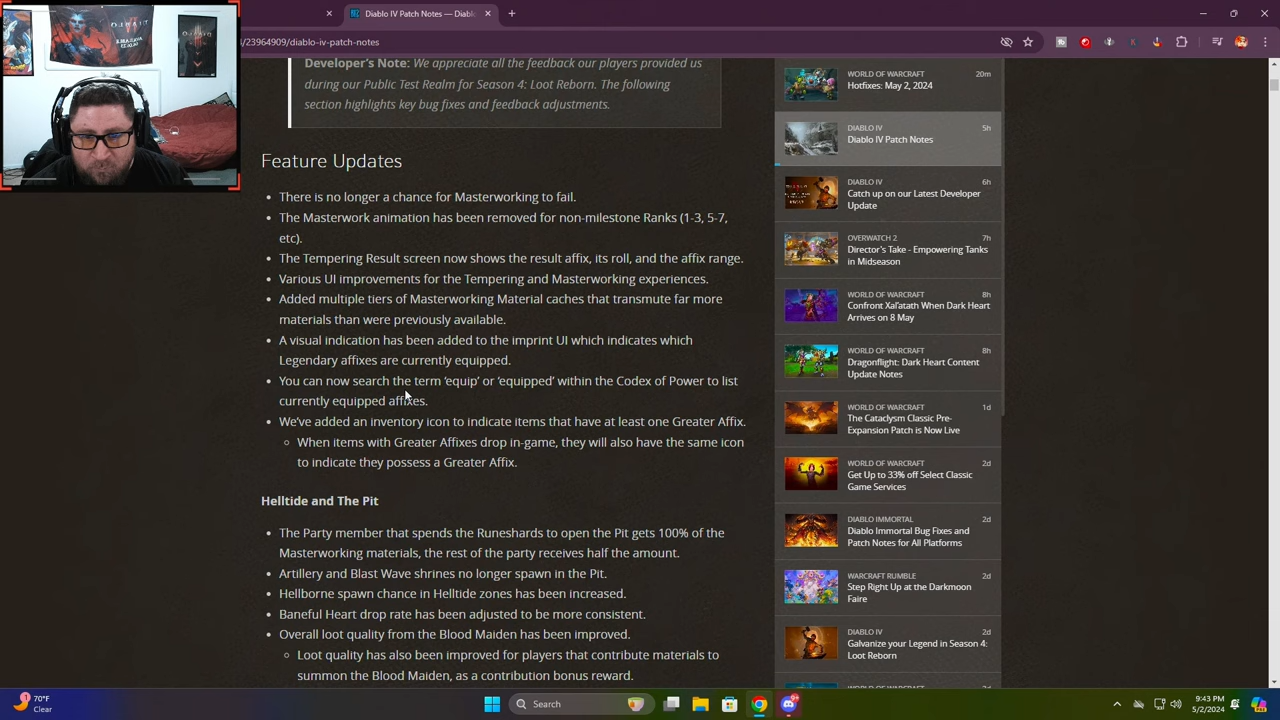 Diablo IV Patch Notes — Diabl
4/23964909/diablo-iv-patch-notes
Developer's Note: We appreciate all the feedback our players provided us
during our Public Test Realm for Season 4: Loot Reborn. The following
section highlights key bug fixes and feedback adjustments.
Feature Updates
There is no longer a chance for Masterworking to fail.
The Masterwork animation has been removed for non-milestone Ranks (1-3, 5-7,
etc).
The Tempering Result screen now shows the result affix, its roll, and the affix range.
Various UI improvements for the Tempering and Masterworking experiences.
Added multiple tiers of Masterworking Material caches that transmute far more
materials than were previously available.
A visual indication has been added to the imprint UI which indicates which
Legendary affixes are currently equipped.
You can now search the term 'equip' or 'equipped' within the Codex of Power to list
currently equipped affixes.
We've added an inventory icon to indicate items that have at least one Greater Affix.
When items with Greater Affixes drop in-game, they will also have the same icon
to indicate they possess a Greater Affix.
Helltide and The Pit
The Party member that spends the Runeshards to open the Pit gets 100% of the
Masterworking materials, the rest of the party receives half the amount.
Artillery and Blast Wave shrines no longer spawn in the Pit.
Hellborne spawn chance in Helltide zones has been increased.
Baneful Heart drop rate has been adjusted to be more consistent.
Overall loot quality from the Blood Maiden has been improved.
Loot quality has also been improved for players that contribute materials to
summon the Blood Maiden, as a contribution bonus reward.
WORLD OF WARCRAFT 20m
Hotfixes: May 2, 2024
DIABLO IV 5h
Diablo IV Patch Notes
DIABLO IV 6h
Catch up on our Latest Developer
Update
OVERWATCH 2 7h
Director's Take - Empowering Tanks
in Midseason
WORLD OF WARCRAFT 8h
Confront Xal'atath When Dark Heart
Arrives on 8 May
WORLD OF WARCRAFT 8h
Dragonflight: Dark Heart Content
Update Notes
WORLD OF WARCRAFT 1d
The Cataclysm Classic Pre-
Expansion Patch is Now Live
WORLD OF WARCRAFT 2d
Get Up to 33% off Select Classic
Game Services
DIABLO IMMORTAL 2d
Diablo Immortal Bug Fixes and
Patch Notes for All Platforms
WARCRAFT RUMBLE 2d
Step Right Up at the Darkmoon
Faire
DIABLO IV 2d
Galvanize your Legend in Season 4:
Loot Reborn
70°F
Clear
Search
9:43 PM
5/2/2024